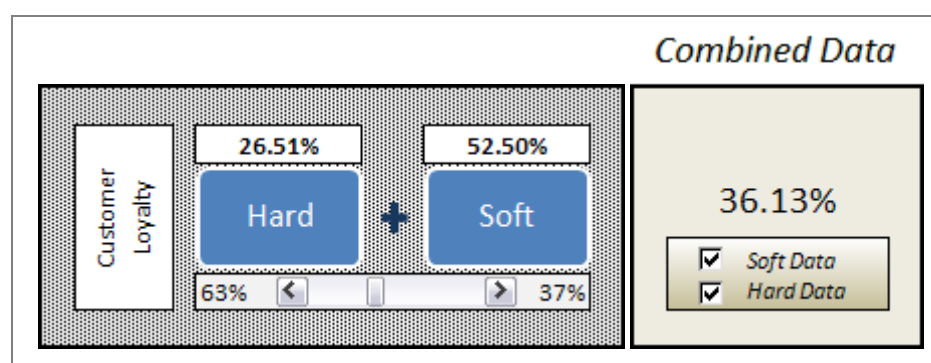 Combined Data
Customer
Loyalty
26.51%
52.50%
Hard
Soft
63%
37%
36.13%
Soft Data
Hard Data